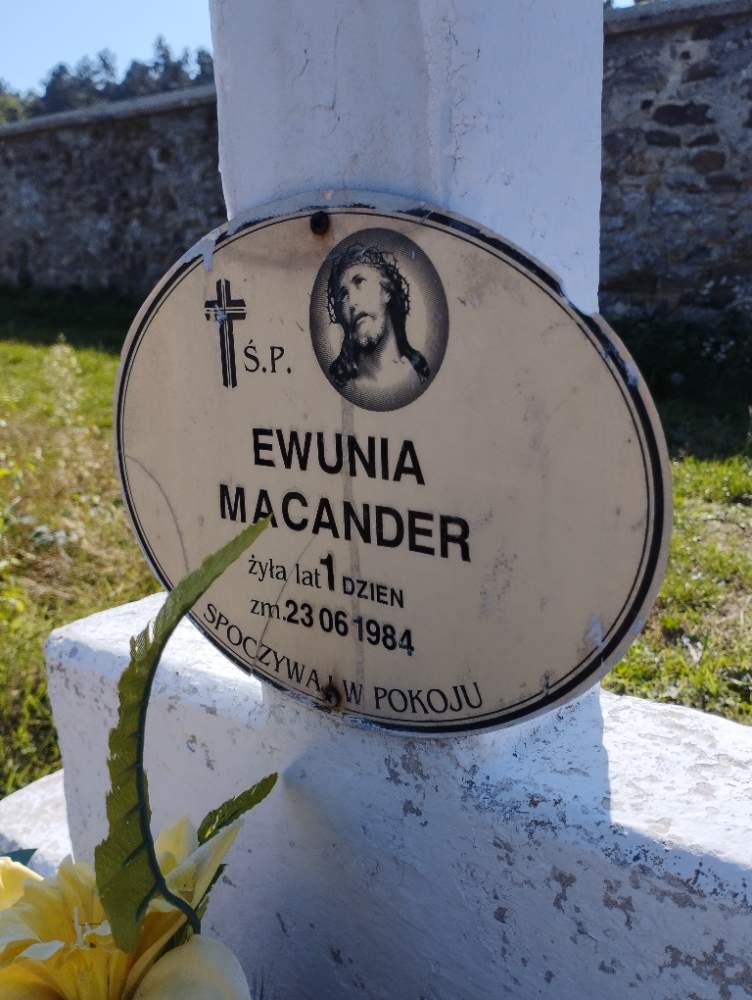 Ś.P.
EWUNIA
MACANDER
żyła lat 1 DZIEN
zm. 23 06 1984
SPOCZYWAJ W POKOJU